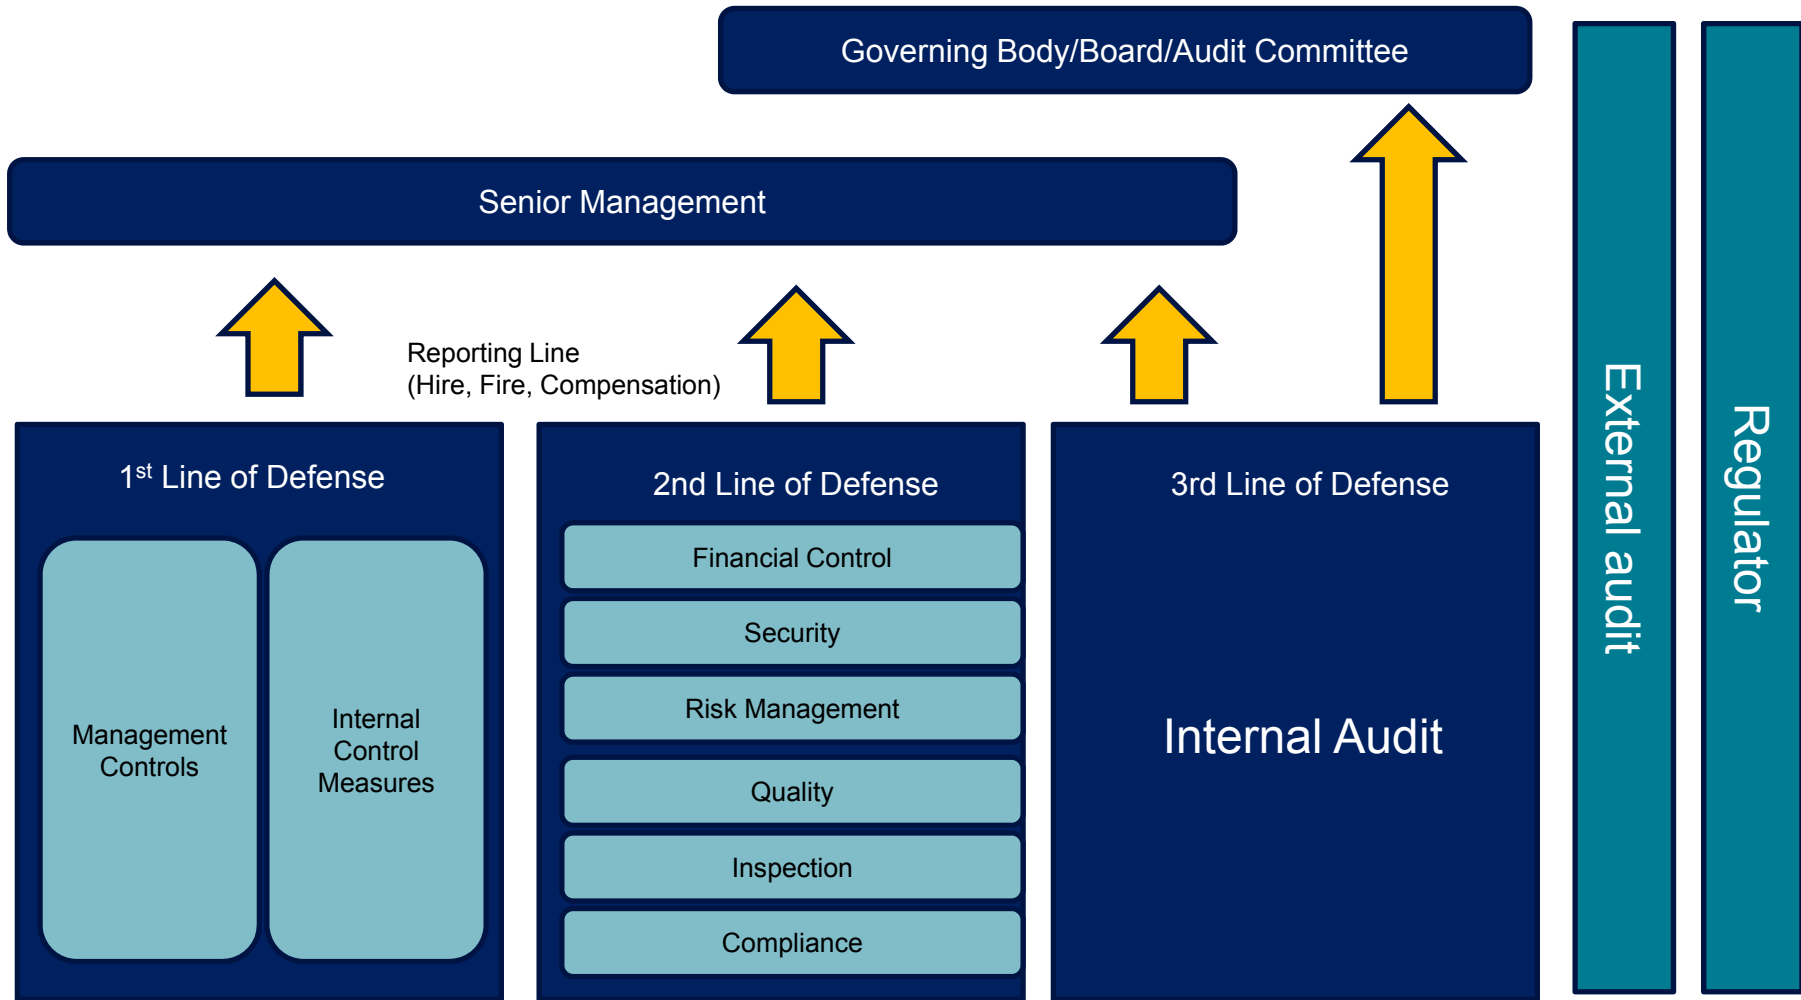 Governing Body/Board/Audit Committee
Senior Management
Reporting Line
(Hire, Fire, Compensation)
1st Line of Defense
Management
Controls
Internal
Control
Measures
2nd Line of Defense
Financial Control
Security
Risk Management
Quality
Inspection
Compliance
3rd Line of Defense
Internal Audit
External audit
Regulator